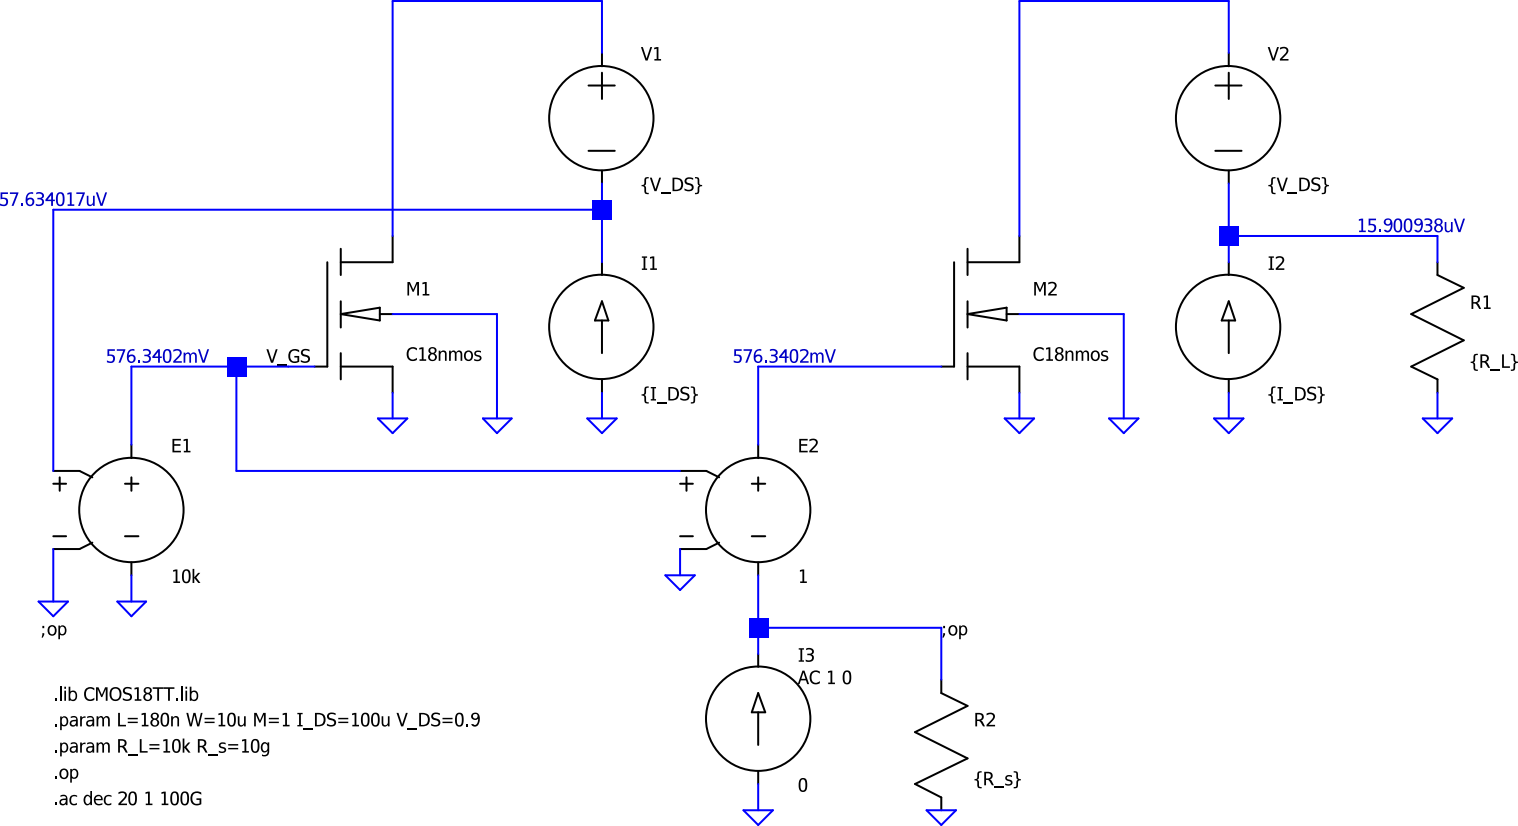 V1
V2
{V_DS}
{V_DS}
57.634017uV
15.900938uV
I1
I2
M1
M2
R1
C18nmos
C18nmos
576.3402mV
V_GS
576.3402mV
{R_L}
{I_DS}
{I_DS}
E1
E2
+
+
+
+
−
−
−
−
10k
1
;op
;op
I3
AC 1 0
.lib CMOS18TT.lib
.param L=180n W=10u M=1 I_DS=100u V_DS=0.9
R2
.param R_L=10k R_s=10g
.op
{R_s}
.ac dec 20 1 100G
0